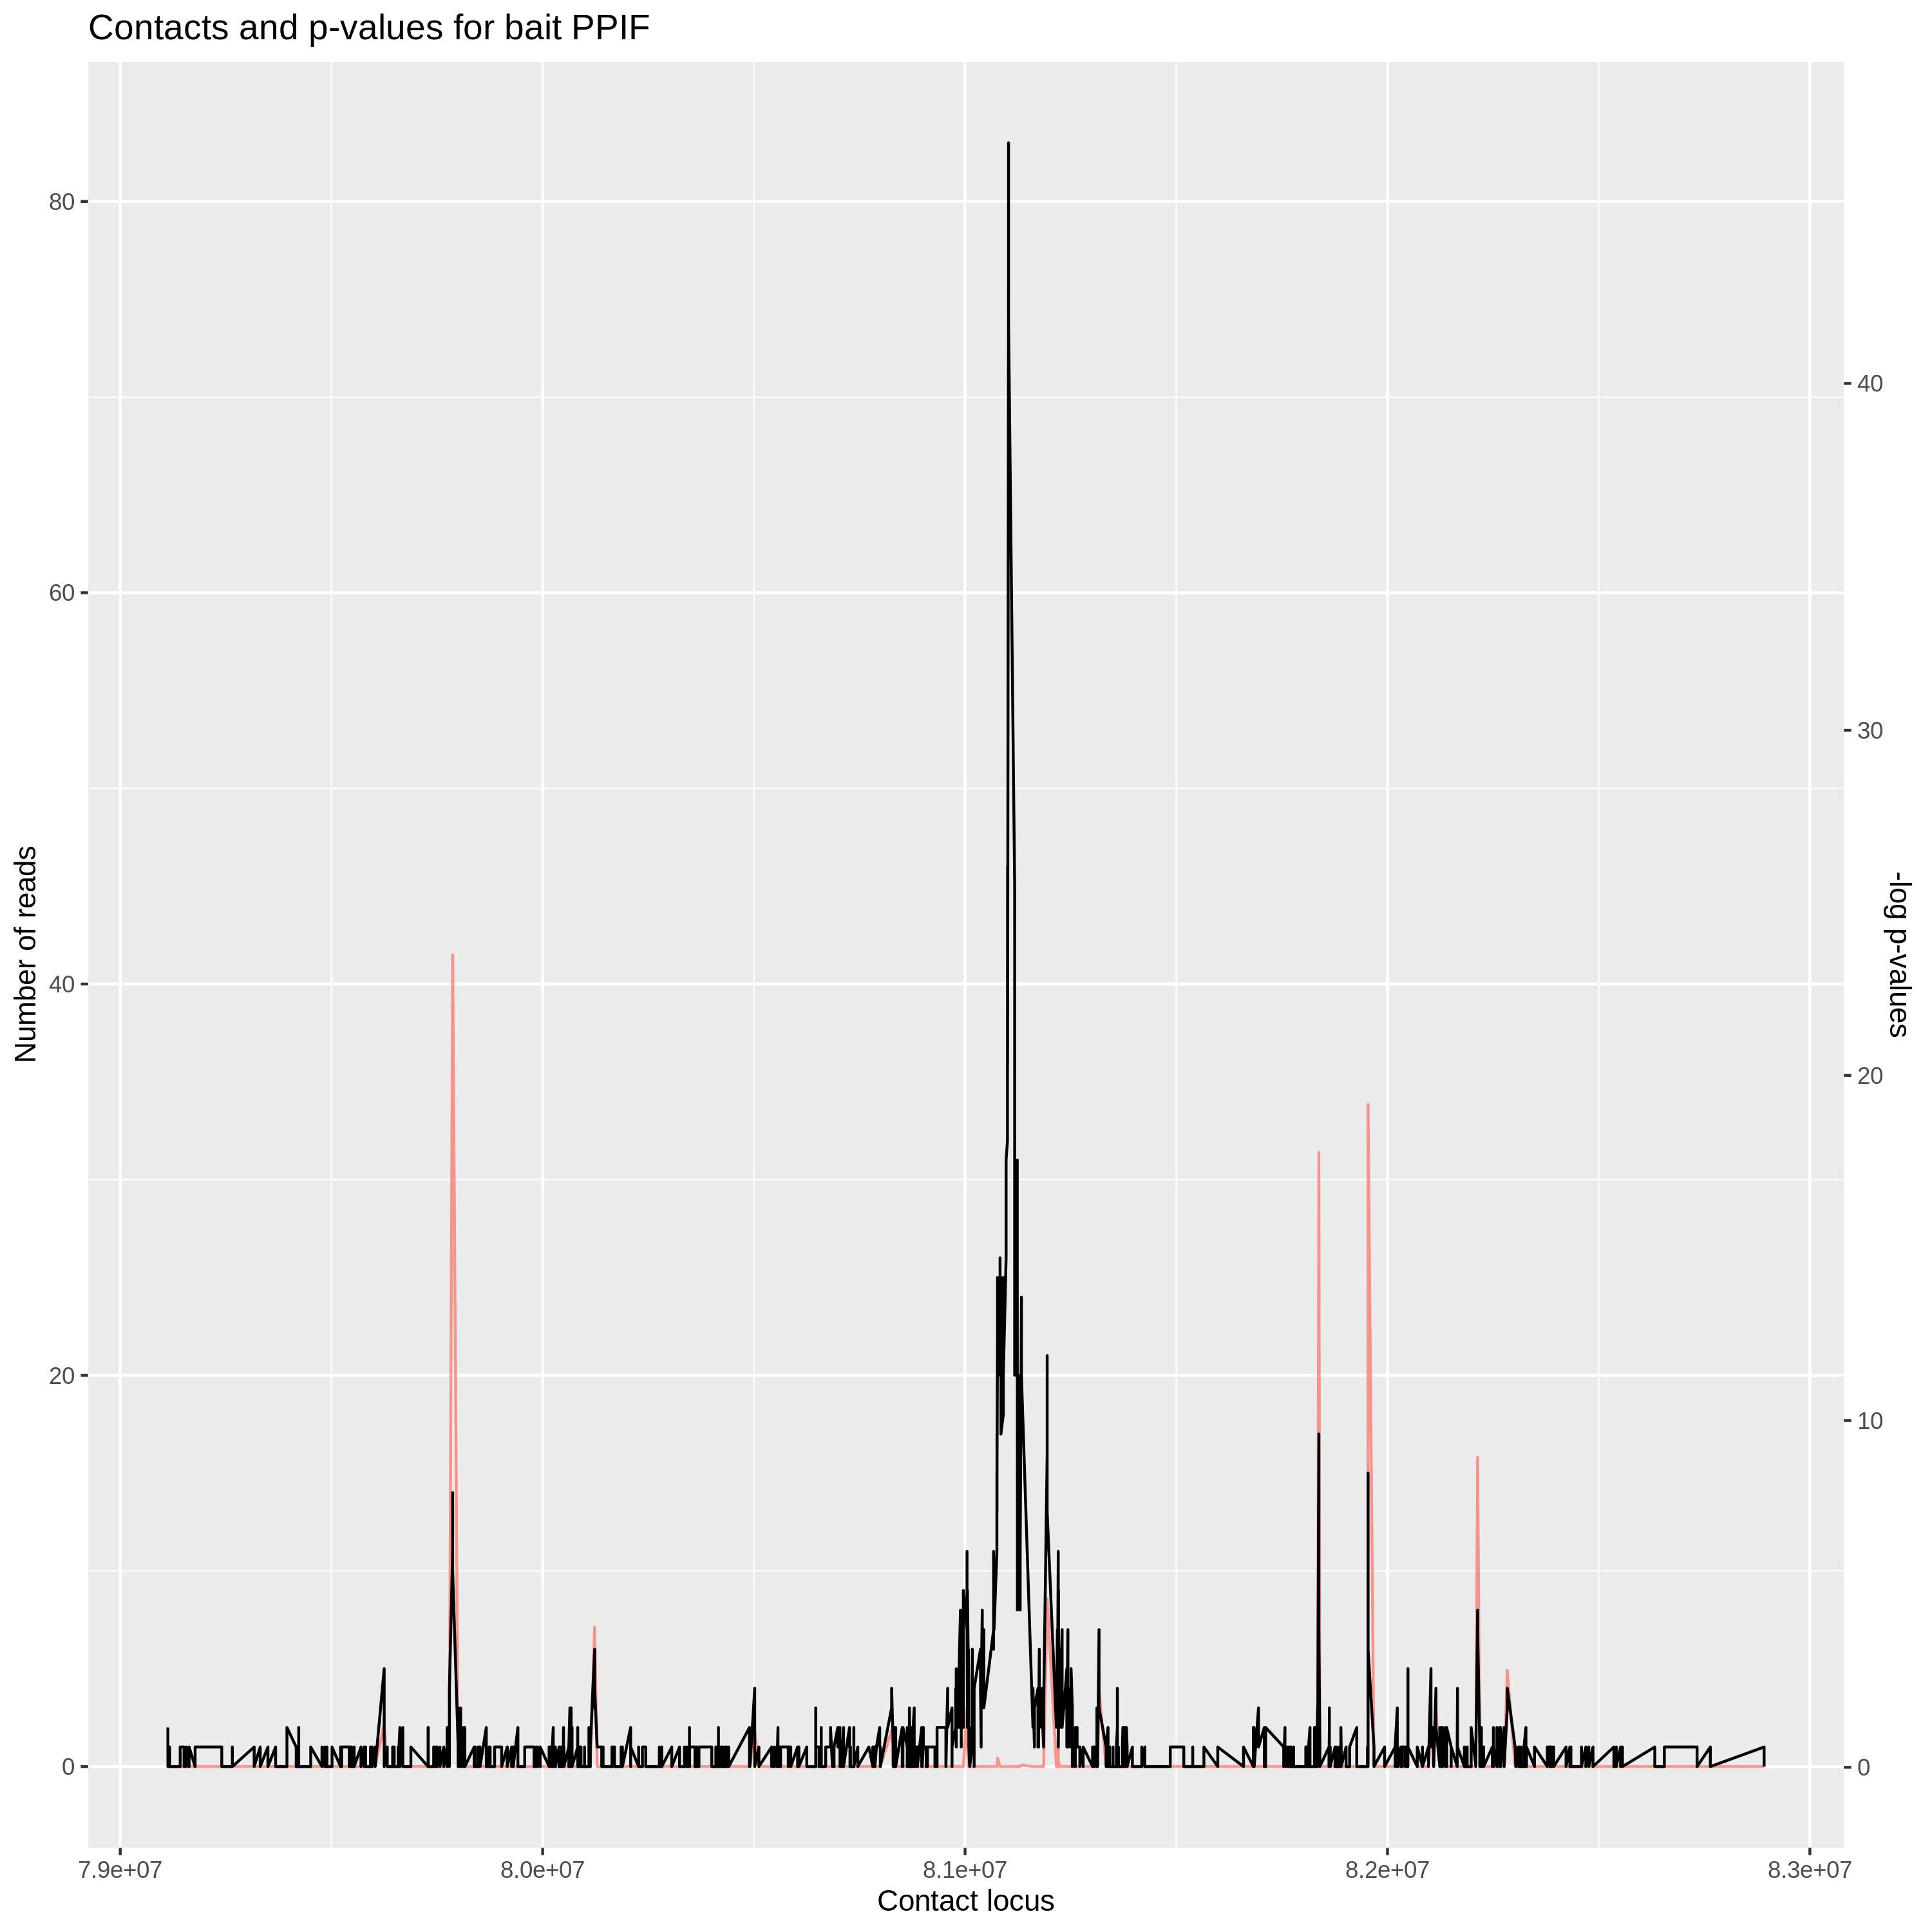 Contacts and p-values for bait PPIF
Number of reads
80
60
40
20
0
40
30
20
10
0
-log p-values
7.9e+07
8.0e+07
8.1e+07
8.2e+07
8.3e+07
Contact locus